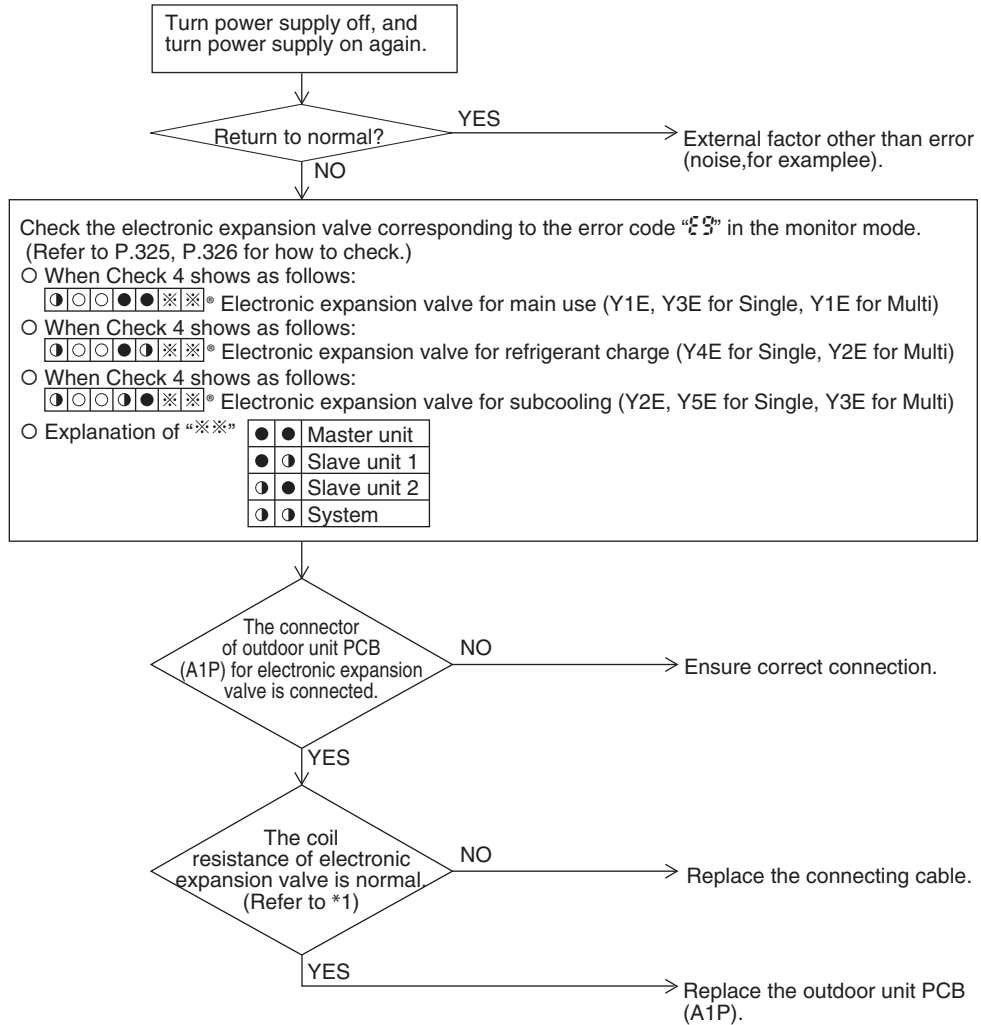 Turn power supply off, and
turn power supply on again.
Return to normal?
YES
External factor other than error
(noise,for examplee).
NO
Check the electronic expansion valve corresponding to the error code “E9” in the monitor mode.
(Refer to P.325, P.326 for how to check.)
○ When Check 4 shows as follows:
◑ ○ ○ ● ● ※ ※ ® Electronic expansion valve for main use (Y1E, Y3E for Single, Y1E for Multi)
○ When Check 4 shows as follows:
◑ ○ ○ ● ◑ ※ ※ ® Electronic expansion valve for refrigerant charge (Y4E for Single, Y2E for Multi)
○ When Check 4 shows as follows:
◑ ○ ○ ◑ ● ※ ※ ® Electronic expansion valve for subcooling (Y2E, Y5E for Single, Y3E for Multi)
○ Explanation of “※※”
● ● Master unit
● ◑ Slave unit 1
◑ ● Slave unit 2
◑ ◑ System
The connector
of outdoor unit PCB
(A1P) for electronic expansion
valve is connected.
NO
Ensure correct connection.
YES
The coil
resistance of electronic
expansion valve is normal.
(Refer to *1)
NO
Replace the connecting cable.
YES
Replace the outdoor unit PCB
(A1P).